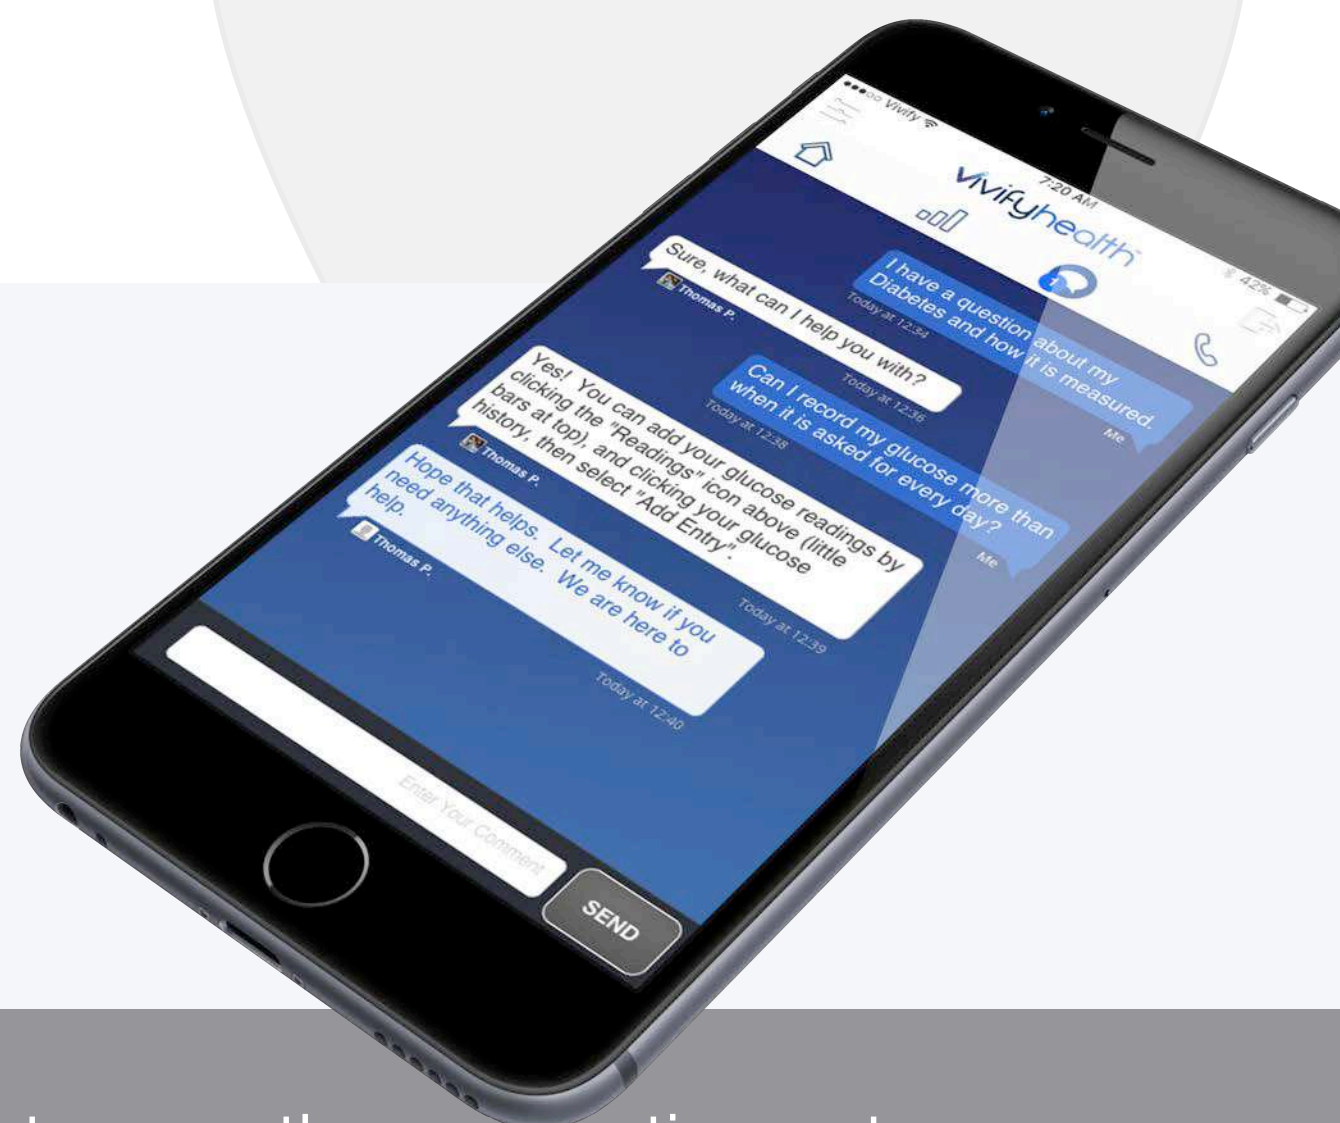 Vivify
7:20 AM
42%
vivifyhealth
1
I have a question about my
Diabetes and how it is measured.
Today at 12:34
Me
Sure, what can I help you with?
Thomas P.
Today at 12:36
Can I record my glucose more than
when it is asked for every day?
Today at 12:38
Me
Yes! You can add your glucose readings by
clicking the "Readings" icon above (little
bars at top), and clicking your glucose
history, then select "Add Entry".
Thomas P.
Today at 12:39
Hope that helps. Let me know if you
need anything else. We are here to
help.
Thomas P.
Today at 12:40
Enter Your Comment
SEND